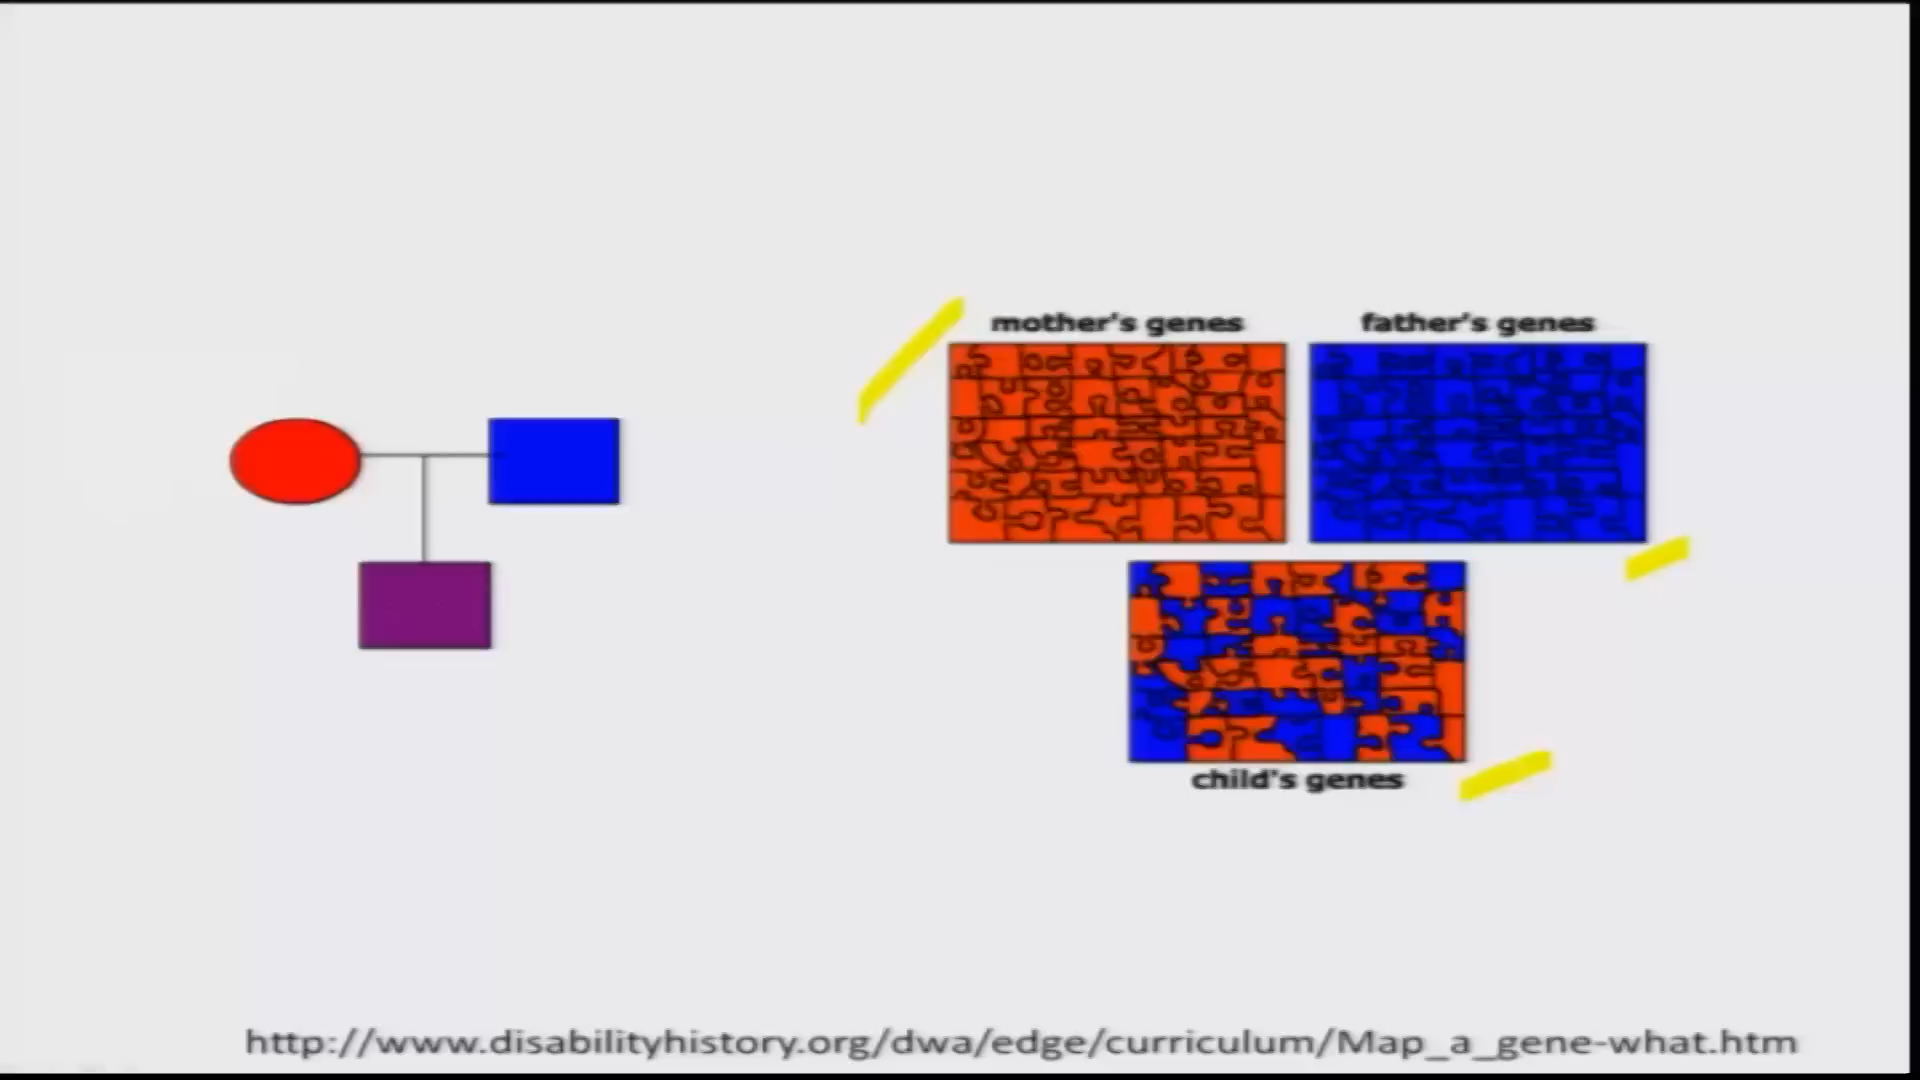 mother's genes
father's genes
child's genes
http://www.disabilityhistory.org/dwa/edge/curriculum/Map_a_gene-what.htm